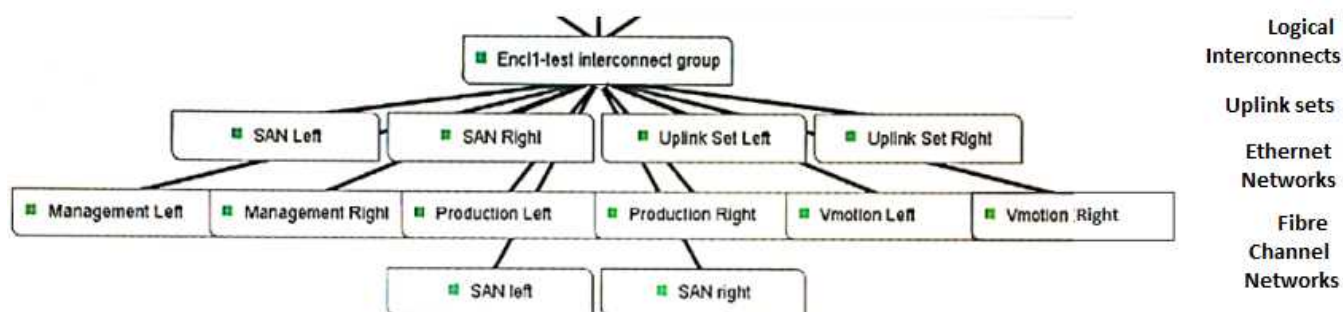 Encl1-test interconnect group
Logical
Interconnects
SAN Left
SAN Right
Uplink Set Left
Uplink Set Right
Uplink sets
Management Left
Management Right
Production Left
Production Right
Vmotion Left
Vmotion Right
Ethernet
Networks
SAN left
SAN right
Fibre
Channel
Networks